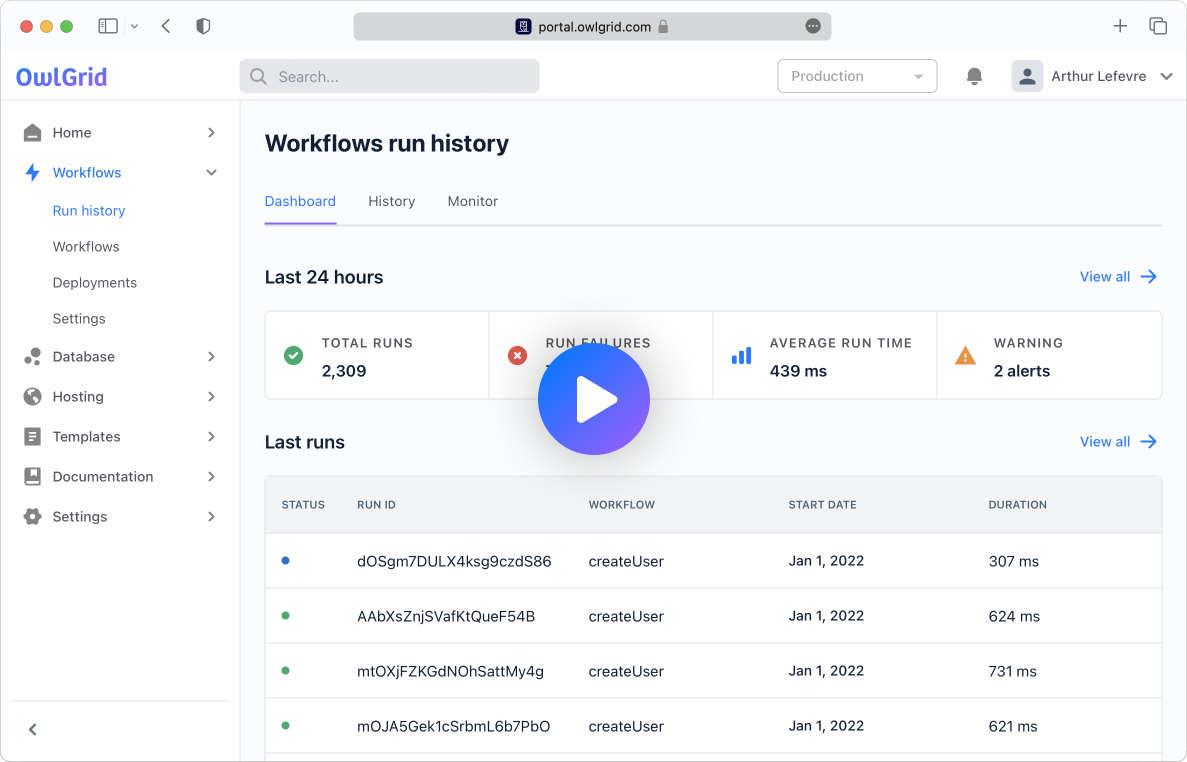 portal.owlgrid.com
OwlGrid
Search...
Production
Arthur Lefevre
Home
Workflows
Run history
Workflows
Deployments
Settings
Database
Hosting
Templates
Documentation
Settings
Workflows run history
Dashboard History Monitor
Last 24 hours
View all
TOTAL RUNS
2,309
RUN FAILURES
AVERAGE RUN TIME
439 ms
WARNING
2 alerts
Last runs
View all
STATUS RUN ID WORKFLOW START DATE DURATION
dOSgm7DULX4ksg9czdS86 createUser Jan 1, 2022 307 ms
AAbXsZnjSVafKtQueF54B createUser Jan 1, 2022 624 ms
mtOXjFZKGdNOhSattMy4g createUser Jan 1, 2022 731 ms
mOJA5Gek1cSrbmL6b7PbO createUser Jan 1, 2022 621 ms